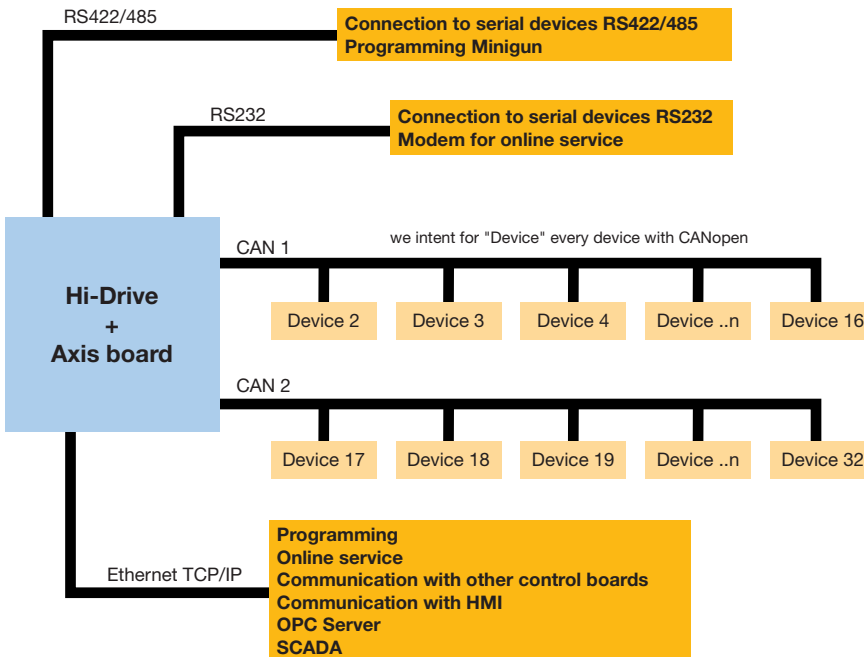 RS422/485
Connection to serial devices RS422/485
Programming Minigun
RS232
Connection to serial devices RS232
Modem for online service
Hi-Drive
+
Axis board
CAN 1
we intent for "Device" every device with CANopen
Device 2
Device 3
Device 4
Device ..n
Device 16
CAN 2
Device 17
Device 18
Device 19
Device ..n
Device 32
Ethernet TCP/IP
Programming
Online service
Communication with other control boards
Communication with HMI
OPC Server
SCADA